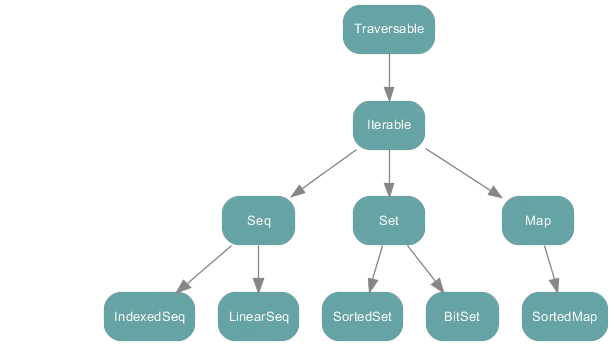 Traversable
Iterable
Seq
Set
Map
IndexedSeq
LinearSeq
SortedSet
BitSet
SortedMap